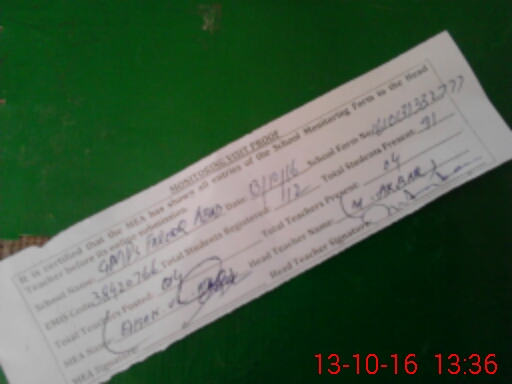 MONITORING VISIT PROOF
It is certified that the MEA has shown all entries of the School Monitoring Form to the Head
Teacher before its online submission.
School Name: GMPS Abad Date: 13/10/16 School Form No.
EMIS Code: 38420766 Total Students Registered: 112 Total Students Present: 91
Total Teachers Posted: 04 Total Teachers Present: 04
MEA Name: Head Teacher Name: M. AKBAR
MEA Signature: Head Teacher Signature:
13-10-16 13:36